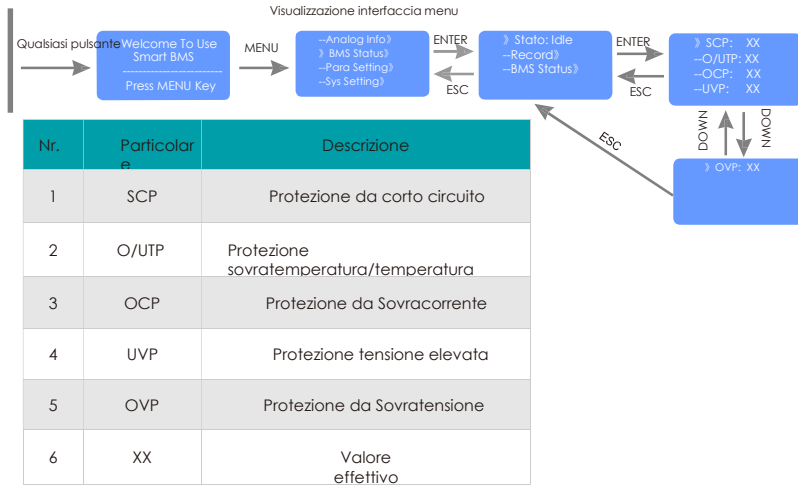 Visualizzazione interfaccia menu
Qualsiasi pulsante
Welcome To Use
Smart BMS
-------------------------
Press MENU Key
MENU
--Analog Info》
》BMS Status》
--Para Setting》
--Sys Setting》
ENTER
ESC
》Stato: Idle
--Record》
--BMS Status》
ENTER
ESC
》SCP: XX
--O/UTP: XX
--OCP: XX
--UVP: XX
DOWN
DOWN
ESC
》OVP: XX
Nr. Particolar Descrizione
e
1 SCP Protezione da corto circuito
2 O/UTP Protezione
sovratemperatura/temperatura
3 OCP Protezione da Sovracorrente
4 UVP Protezione tensione elevata
5 OVP Protezione da Sovratensione
6 XX Valore
effettivo